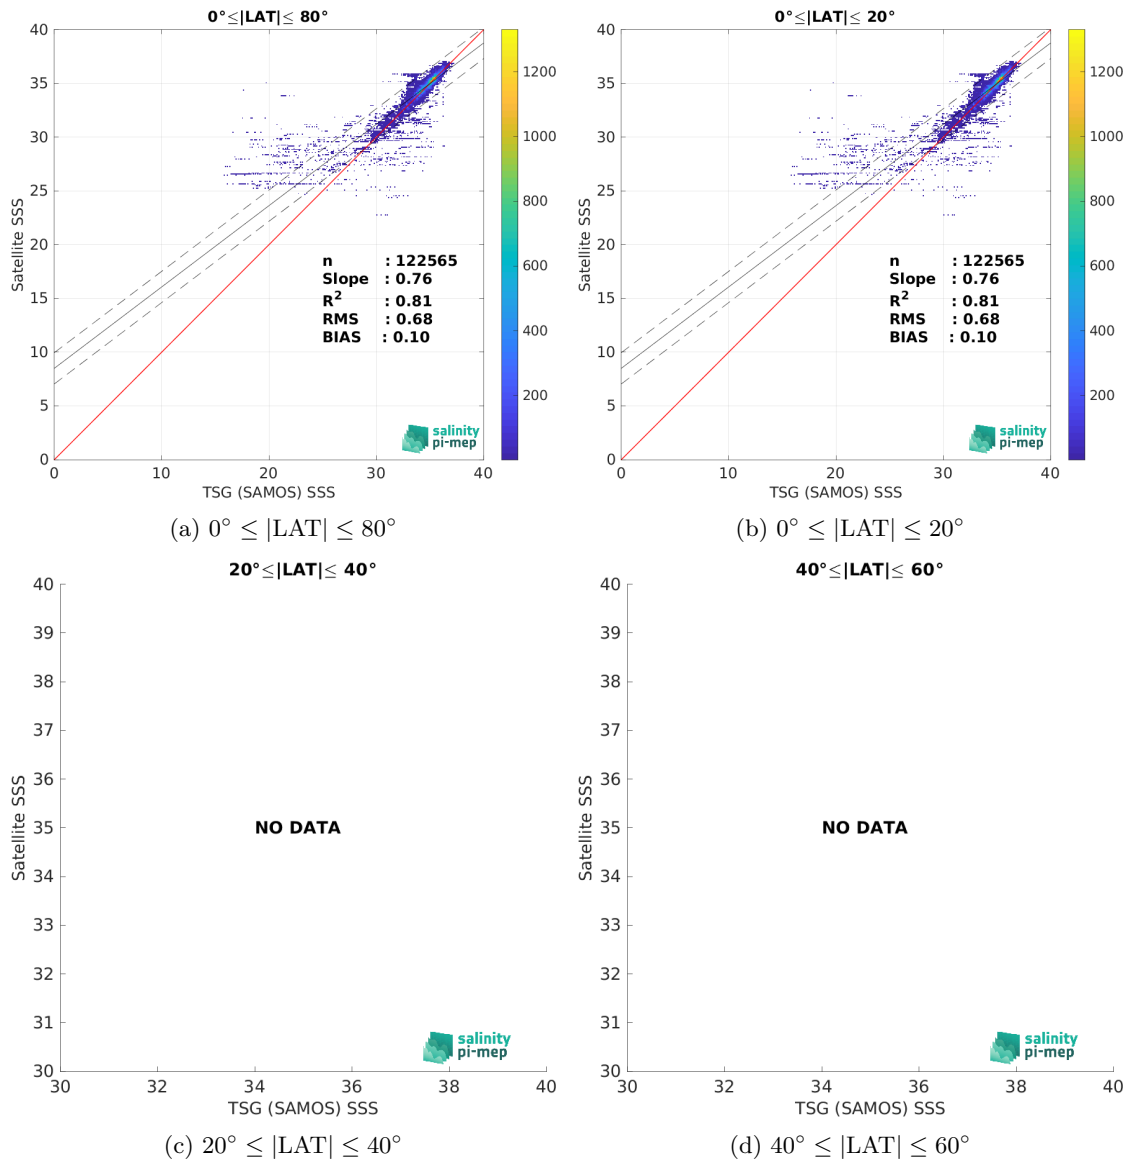 0°≤|LAT|≤ 80°
40
35
30
25
20
15
10
5
0
Satellite SSS
0
10
20
30
40
TSG (SAMOS) SSS
n : 122565
Slope : 0.76
R² : 0.81
RMS : 0.68
BIAS : 0.10
salinity
pi-mep
1200
1000
800
600
400
200
(a) 0° ≤ |LAT| ≤ 80°
0°≤|LAT|≤ 20°
40
35
30
25
20
15
10
5
0
Satellite SSS
0
10
20
30
40
TSG (SAMOS) SSS
n : 122565
Slope : 0.76
R² : 0.81
RMS : 0.68
BIAS : 0.10
salinity
pi-mep
1200
1000
800
600
400
200
(b) 0° ≤ |LAT| ≤ 20°
20°≤|LAT|≤ 40°
40
39
38
37
36
35
34
33
32
31
30
Satellite SSS
NO DATA
30
32
34
36
38
40
TSG (SAMOS) SSS
salinity
pi-mep
(c) 20° ≤ |LAT| ≤ 40°
40°≤|LAT|≤ 60°
40
39
38
37
36
35
34
33
32
31
30
Satellite SSS
NO DATA
30
32
34
36
38
40
TSG (SAMOS) SSS
salinity
pi-mep
(d) 40° ≤ |LAT| ≤ 60°